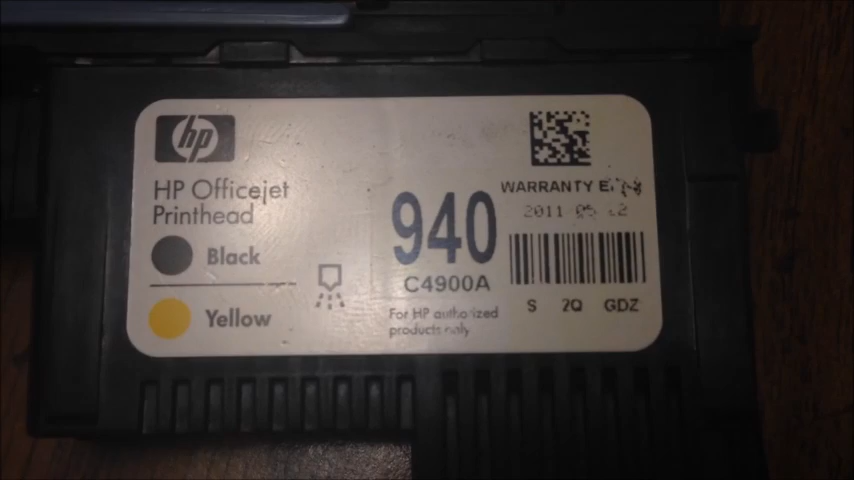 hp
HP Officejet
Printhead
Black
Yellow
940
C4900A
For HP authorized
products only
WARRANTY
2011
S 2Q GDZ